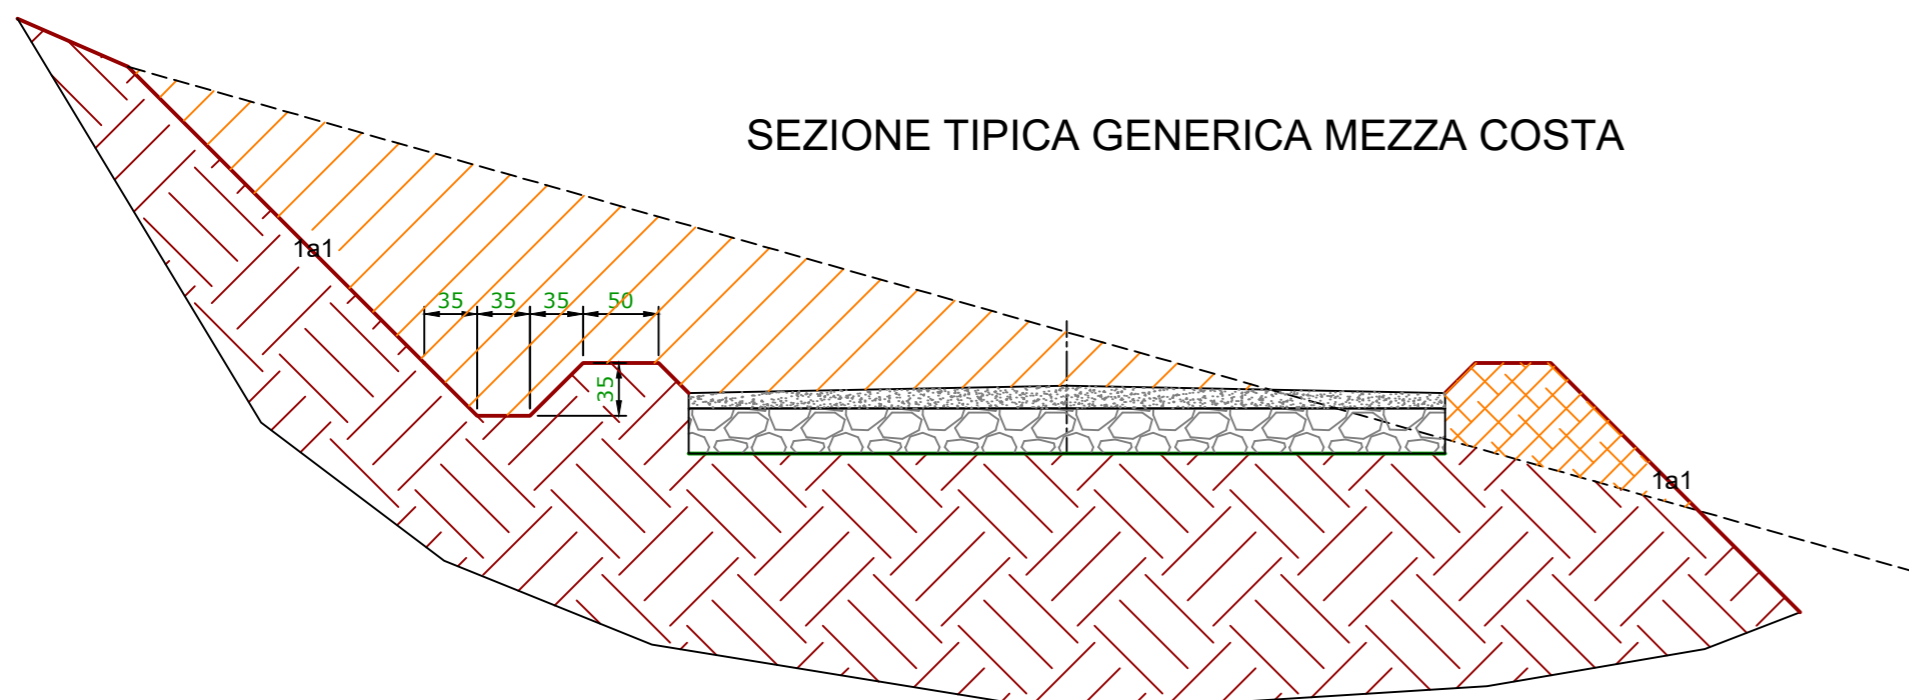 SEZIONE TIPICA GENERICA MEZZA COSTA
1a1
35 35 35 50
35
1a1